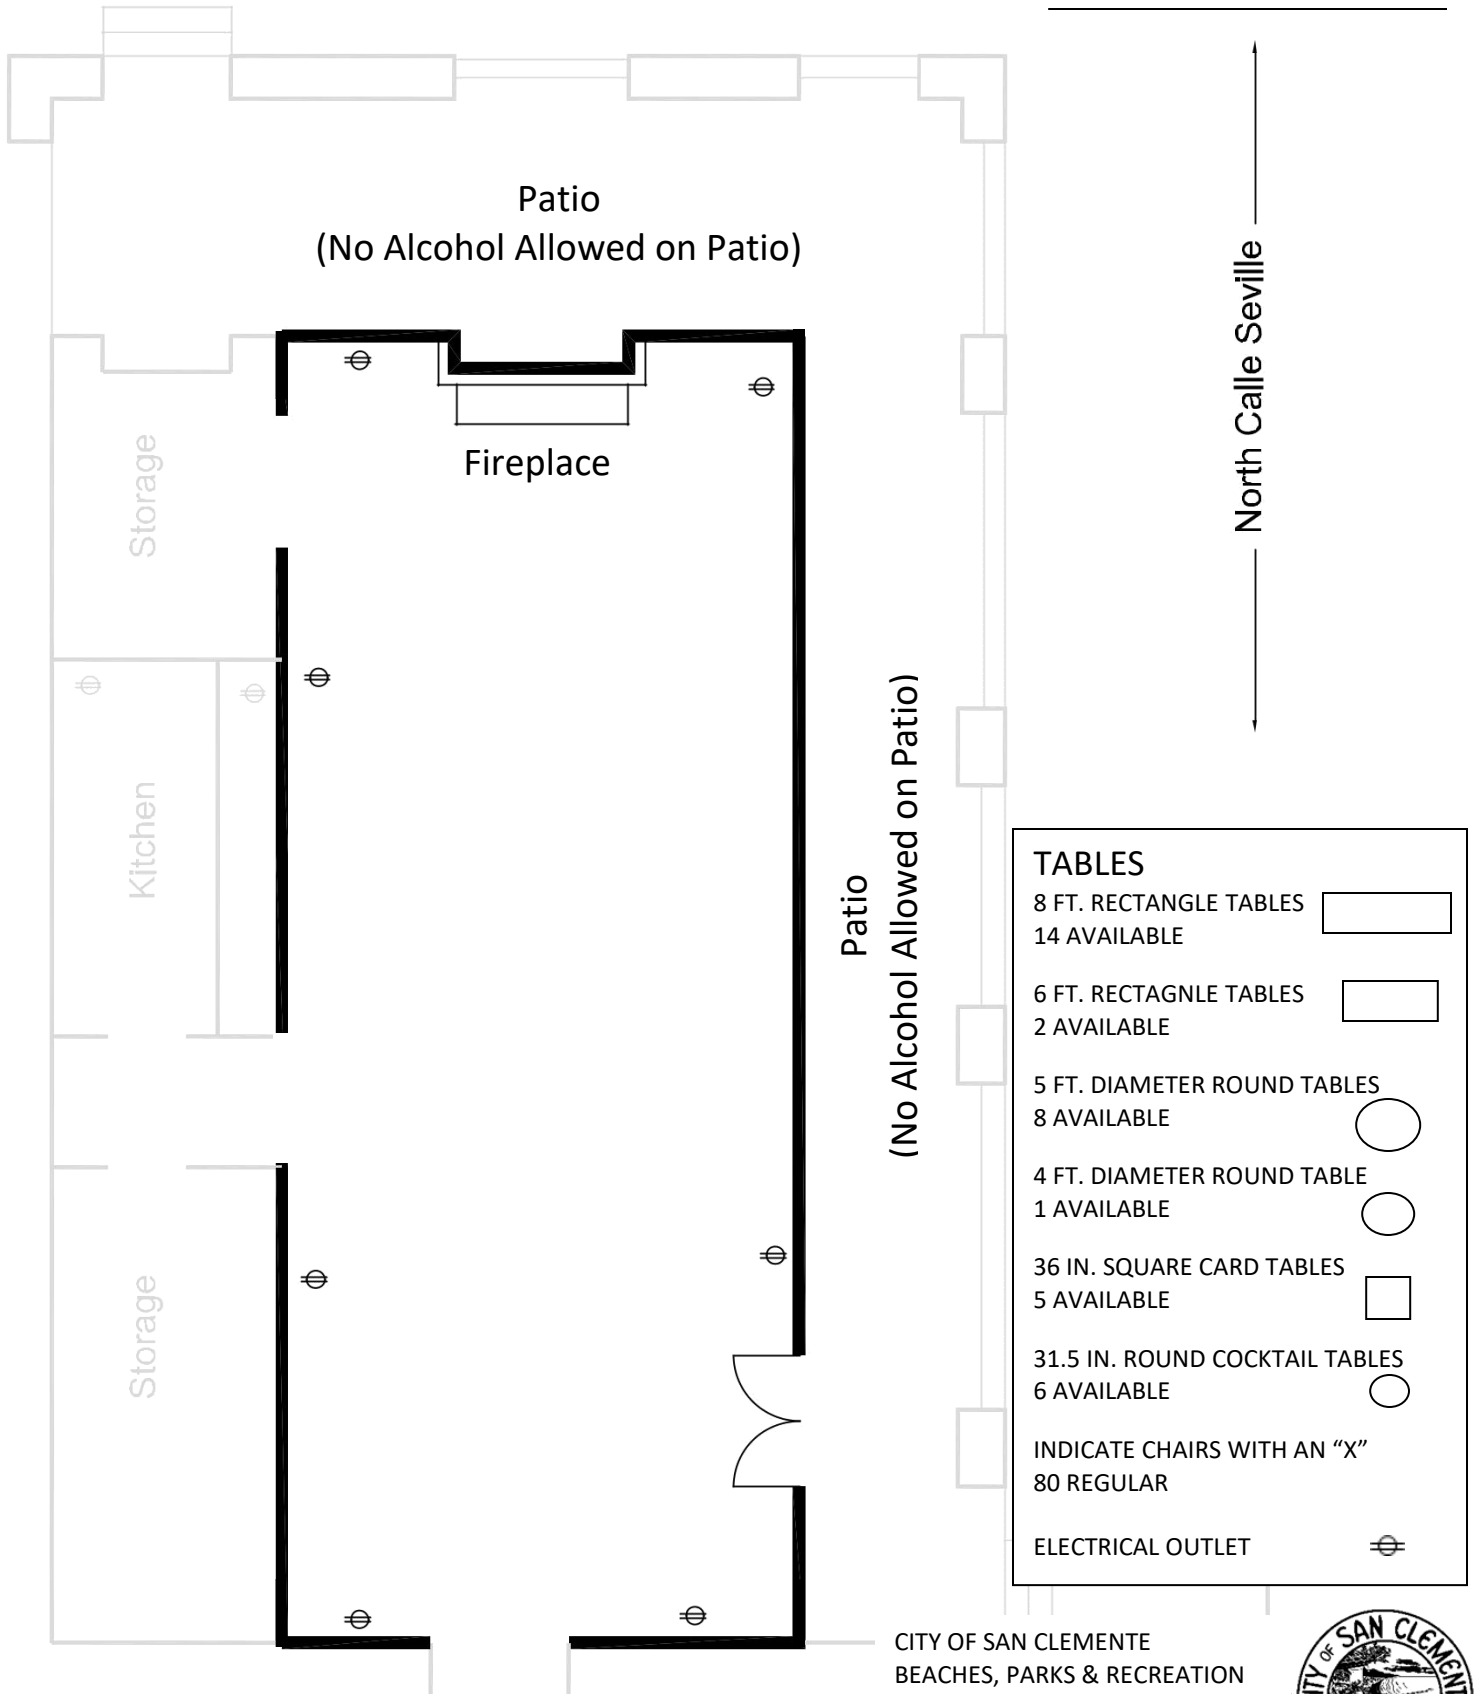 Patio
(No Alcohol Allowed on Patio)
North Calle Seville
Fireplace
Storage
Kitchen
Storage
Patio
(No Alcohol Allowed on Patio)
TABLES
8 FT. RECTANGLE TABLES
14 AVAILABLE
6 FT. RECTAGNLE TABLES
2 AVAILABLE
5 FT. DIAMETER ROUND TABLES
8 AVAILABLE
4 FT. DIAMETER ROUND TABLE
1 AVAILABLE
36 IN. SQUARE CARD TABLES
5 AVAILABLE
31.5 IN. ROUND COCKTAIL TABLES
6 AVAILABLE
INDICATE CHAIRS WITH AN “X”
80 REGULAR
ELECTRICAL OUTLET
CITY OF SAN CLEMENTE
BEACHES, PARKS & RECREATION
OF SAN